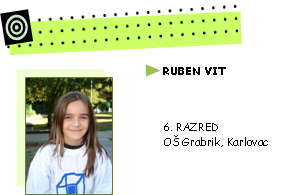 RUBEN VIT
6. RAZRED
OŠ Grabrik, Karlovac